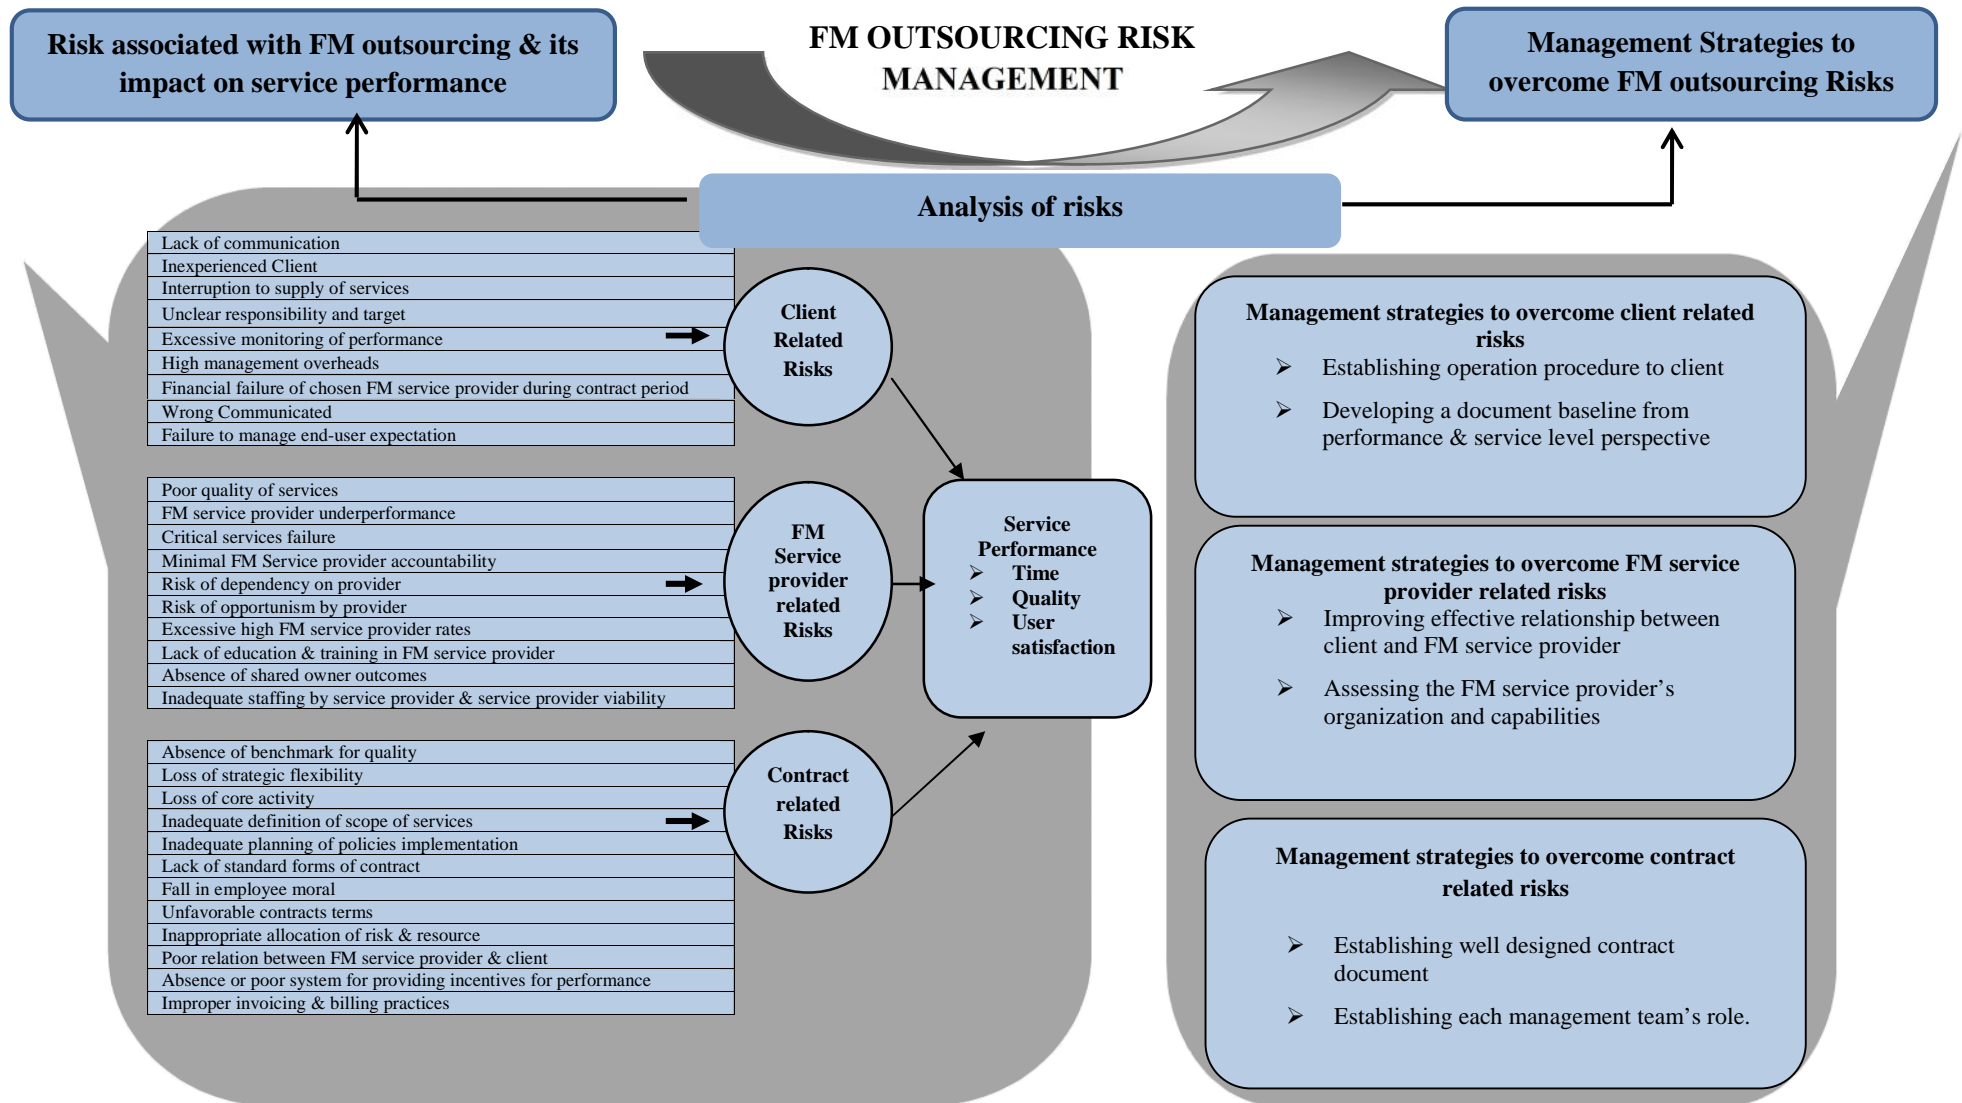 Risk associated with FM outsourcing & its
impact on service performance
FM OUTSOURCING RISK
MANAGEMENT
Management Strategies to
overcome FM outsourcing Risks
Analysis of risks
Lack of communication
Inexperienced Client
Interruption to supply of services
Unclear responsibility and target
Excessive monitoring of performance
High management overheads
Financial failure of chosen FM service provider during contract period
Wrong Communicated
Failure to manage end-user expectation
Client
Related
Risks
Poor quality of services
FM service provider underperformance
Critical services failure
Minimal FM Service provider accountability
Risk of dependency on provider
Risk of opportunism by provider
Excessive high FM service provider rates
Lack of education & training in FM service provider
Absence of shared owner outcomes
Inadequate staffing by service provider & service provider viability
FM
Service
provider
related
Risks
Absence of benchmark for quality
Loss of strategic flexibility
Loss of core activity
Inadequate definition of scope of services
Inadequate planning of policies implementation
Lack of standard forms of contract
Fall in employee moral
Unfavorable contracts terms
Inappropriate allocation of risk & resource
Poor relation between FM service provider & client
Absence or poor system for providing incentives for performance
Improper invoicing & billing practices
Contract
related
Risks
Service
Performance
➢ Time
➢ Quality
➢ User
satisfaction
Management strategies to overcome client related
risks
➢ Establishing operation procedure to client
➢ Developing a document baseline from
performance & service level perspective
Management strategies to overcome FM service
provider related risks
➢ Improving effective relationship between
client and FM service provider
➢ Assessing the FM service provider’s
organization and capabilities
Management strategies to overcome contract
related risks
➢ Establishing well designed contract
document
➢ Establishing each management team’s role.